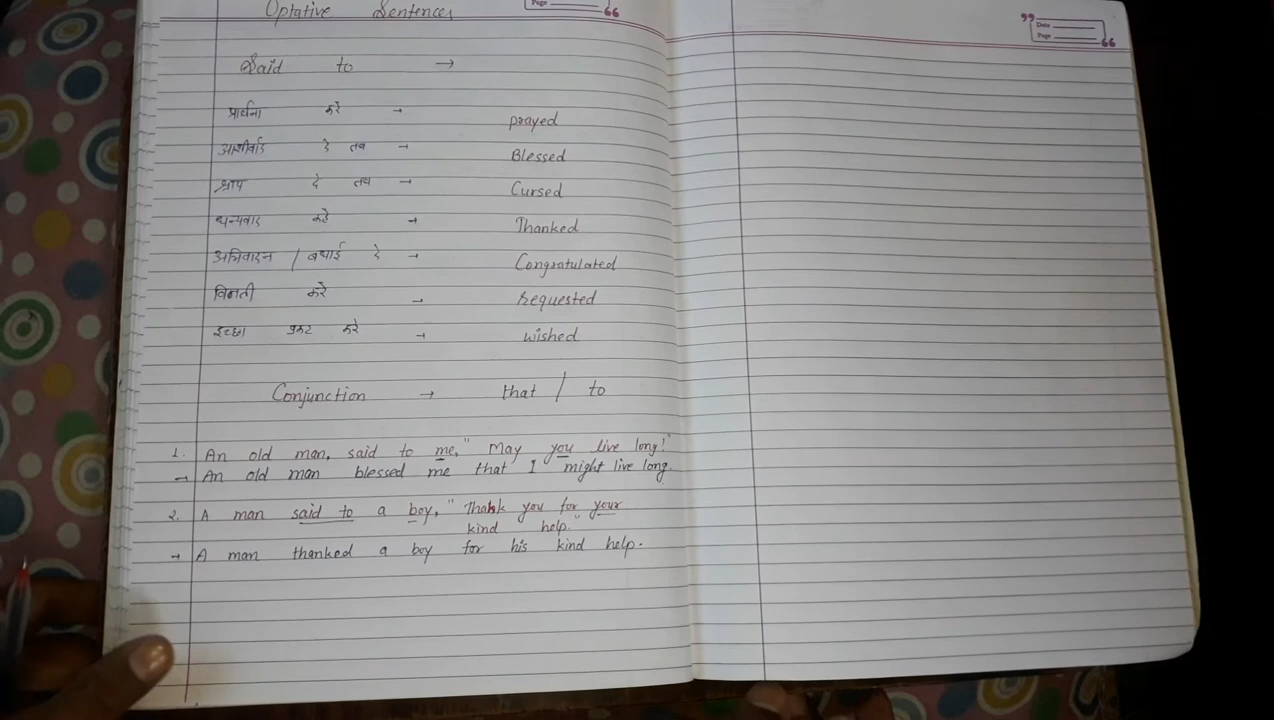 Optative Sentences
Page
Said to →
प्रार्थना करे → prayed
आशीर्वाद दे तब → Blessed
श्राप दे तब → Cursed
धन्यवाद कहे → Thanked
अभिवादन / बधाई दे → Congratulated
विनती करे → Requested
इच्छा प्रकट करे → wished
Conjunction → that / to
1. An old man, said to me, "May you live long!"
→ An old man blessed me that I might live long.
2. A man said to a boy, "Thank you for your
kind help."
→ A man thanked a boy for his kind help.
Date
Page